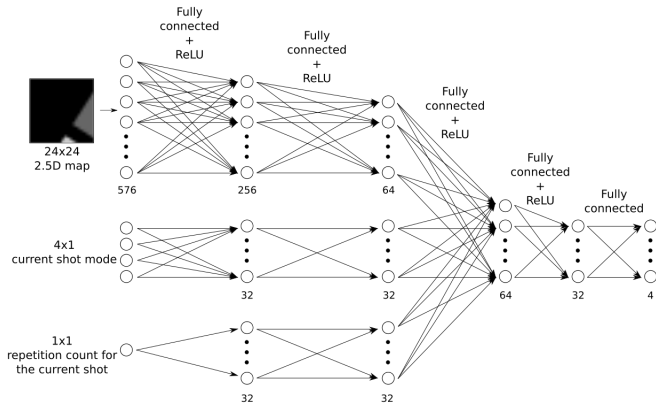 Fully
connected
+
ReLU
Fully
connected
+
ReLU
Fully
connected
+
ReLU
Fully
connected
+
ReLU
Fully
connected
24x24
2.5D map
576
256
64
4x1
current shot mode
32
32
64
32
4
1x1
repetition count for
the current shot
32
32